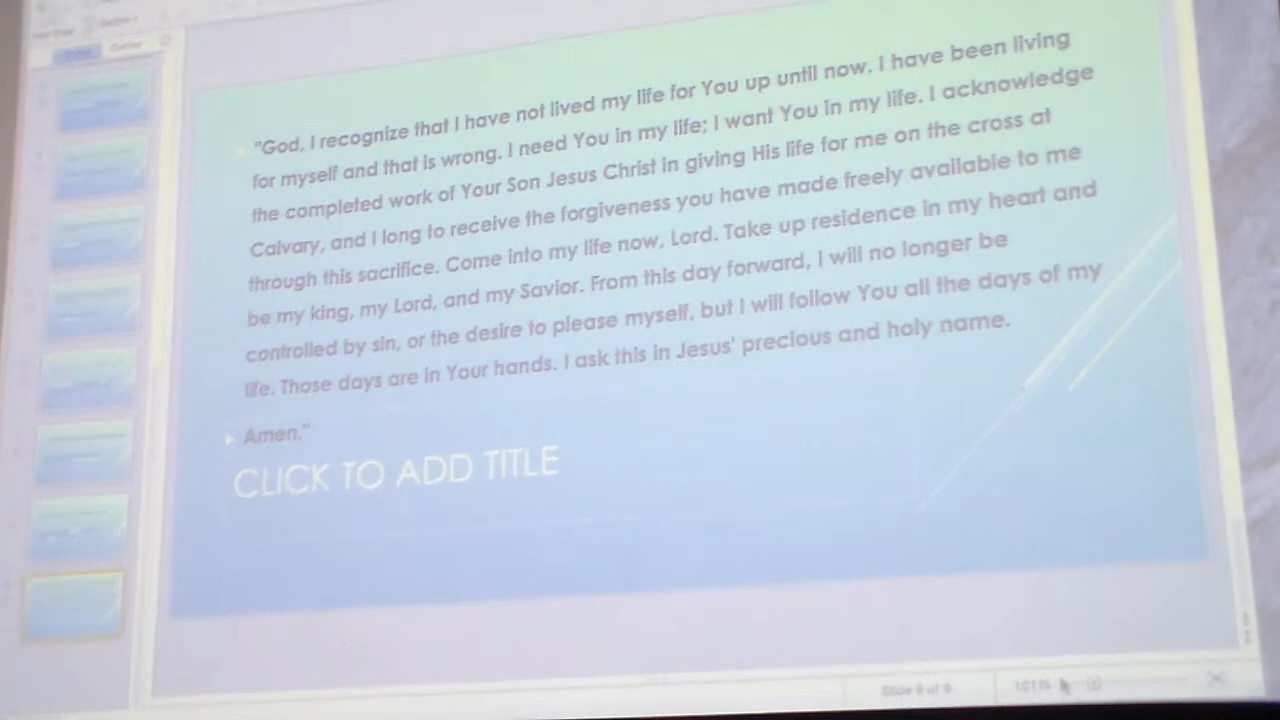 "God, I recognize that I have not lived my life for You up until now. I have been living
for myself and that is wrong. I need You in my life; I want You in my life. I acknowledge
the completed work of Your Son Jesus Christ in giving His life for me on the cross at
Calvary, and I long to receive the forgiveness you have made freely available to me
through this sacrifice. Come into my life now, Lord. Take up residence in my heart and
be my king, my Lord, and my Savior. From this day forward, I will no longer be
controlled by sin, or the desire to please myself, but I will follow You all the days of my
life. Those days are in Your hands. I ask this in Jesus' precious and holy name.
Amen."
CLICK TO ADD TITLE
Slide 9 of 9
101%